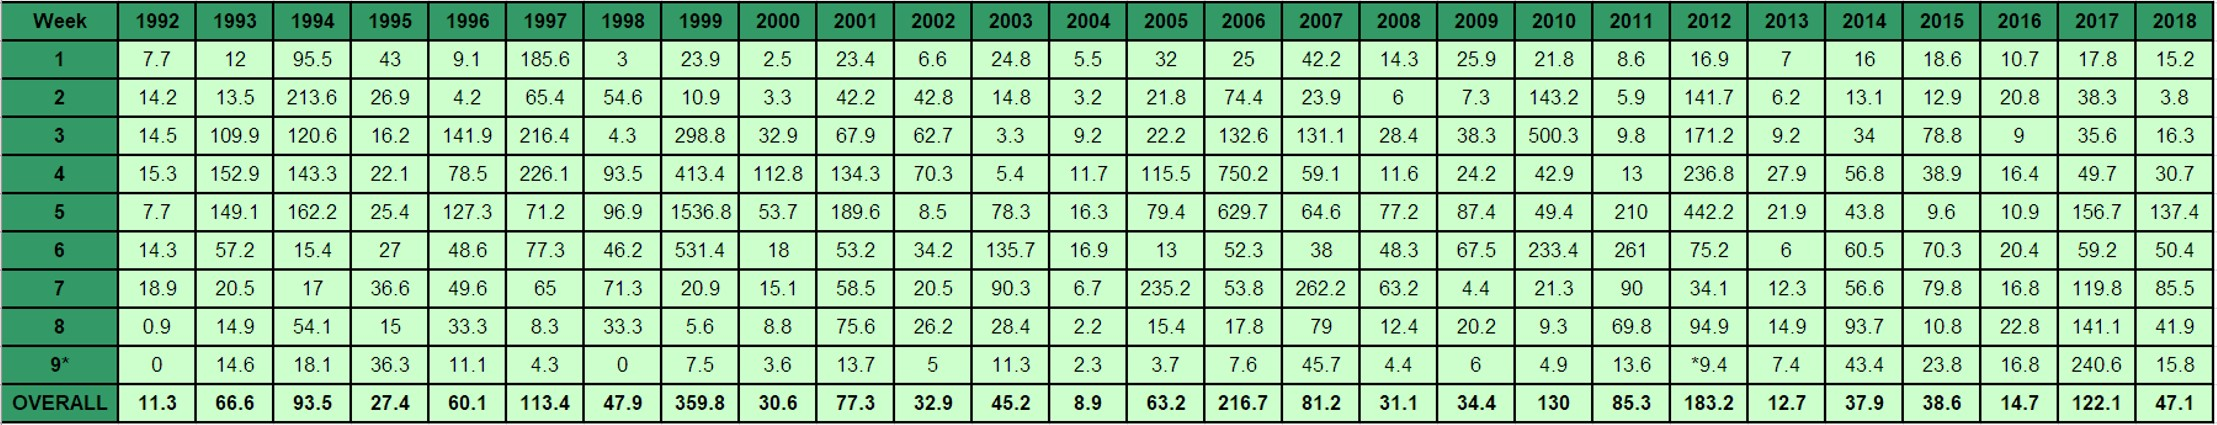 Week 1992 1993 1994 1995 1996 1997 1998 1999 2000 2001 2002 2003 2004 2005 2006 2007 2008 2009 2010 2011 2012 2013 2014 2015 2016 2017 2018
1 7.7 12 95.5 43 9.1 185.6 3 23.9 2.5 23.4 6.6 24.8 5.5 32 25 42.2 14.3 25.9 21.8 8.6 16.9 7 16 18.6 10.7 17.8 15.2
2 14.2 13.5 213.6 26.9 4.2 65.4 54.6 10.9 3.3 42.2 42.8 14.8 3.2 21.8 74.4 23.9 6 7.3 143.2 5.9 141.7 6.2 13.1 12.9 20.8 38.3 3.8
3 14.5 109.9 120.6 16.2 141.9 216.4 4.3 298.8 32.9 67.9 62.7 3.3 9.2 22.2 132.6 131.1 28.4 38.3 500.3 9.8 171.2 9.2 34 78.8 9 35.6 16.3
4 15.3 152.9 143.3 22.1 78.5 226.1 93.5 413.4 112.8 134.3 70.3 5.4 11.7 115.5 750.2 59.1 11.6 24.2 42.9 13 236.8 27.9 56.8 38.9 16.4 49.7 30.7
5 7.7 149.1 162.2 25.4 127.3 71.2 96.9 1536.8 53.7 189.6 8.5 78.3 16.3 79.4 629.7 64.6 77.2 87.4 49.4 210 442.2 21.9 43.8 9.6 10.9 156.7 137.4
6 14.3 57.2 15.4 27 48.6 77.3 46.2 531.4 18 53.2 34.2 135.7 16.9 13 52.3 38 48.3 67.5 233.4 261 75.2 6 60.5 70.3 20.4 59.2 50.4
7 18.9 20.5 17 36.6 49.6 65 71.3 20.9 15.1 58.5 20.5 90.3 6.7 235.2 53.8 262.2 63.2 4.4 21.3 90 34.1 12.3 56.6 79.8 16.8 119.8 85.5
8 0.9 14.9 54.1 15 33.3 8.3 33.3 5.6 8.8 75.6 26.2 28.4 2.2 15.4 17.8 79 12.4 20.2 9.3 69.8 94.9 14.9 93.7 10.8 22.8 141.1 41.9
9* 0 14.6 18.1 36.3 11.1 4.3 0 7.5 3.6 13.7 5 11.3 2.3 3.7 7.6 45.7 4.4 6 4.9 13.6 *9.4 7.4 43.4 23.8 16.8 240.6 15.8
OVERALL 11.3 66.6 93.5 27.4 60.1 113.4 47.9 359.8 30.6 77.3 32.9 45.2 8.9 63.2 216.7 81.2 31.1 34.4 130 85.3 183.2 12.7 37.9 38.6 14.7 122.1 47.1